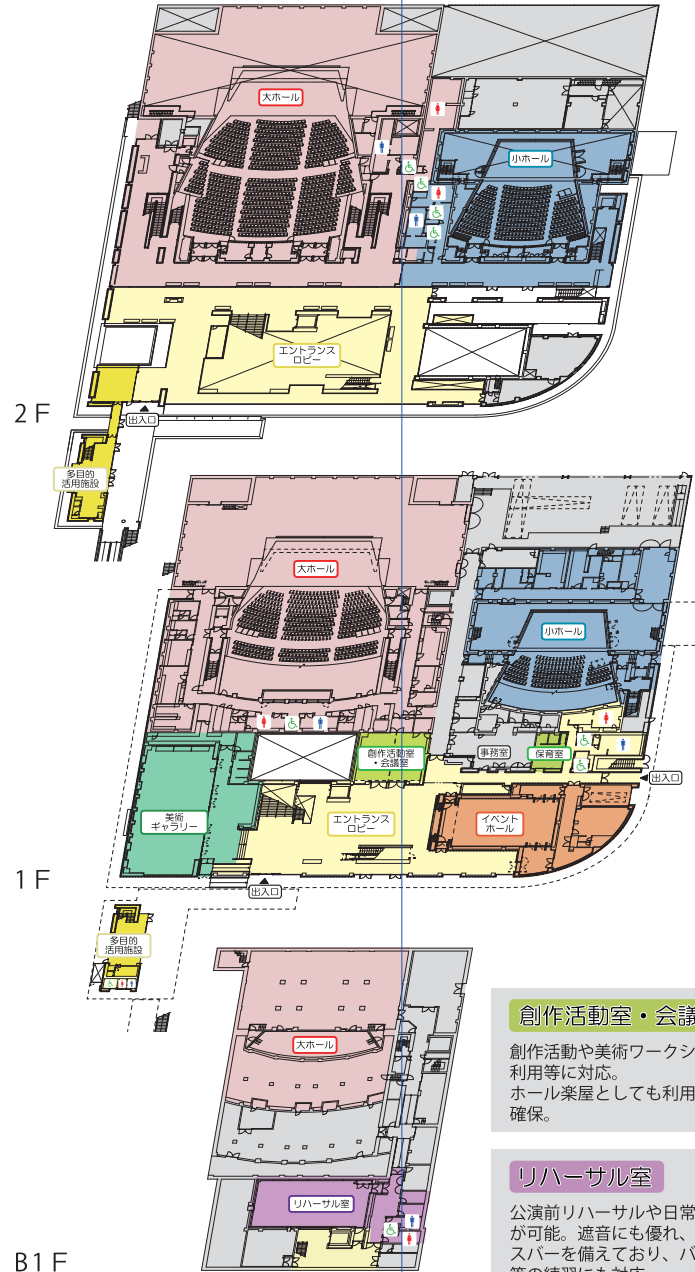 大ホール
小ホール
エントランス
ロビー
2F
出入口
多目的
活用施設
大ホール
小ホール
創作活動室
・会議室
事務室
保育室
出入口
美術
ギャラリー
エントランス
ロビー
イベント
ホール
1F
出入口
多目的
活用施設
大ホール
リハーサル室
B1F
創作活動室・会議
創作活動や美術ワークシ
利用等に対応。
ホール楽屋としても利用
確保。
リハーサル室
公演前リハーサルや日常
が可能。遮音にも優れ、
スバーを備えており、バ
等の練習にも対応